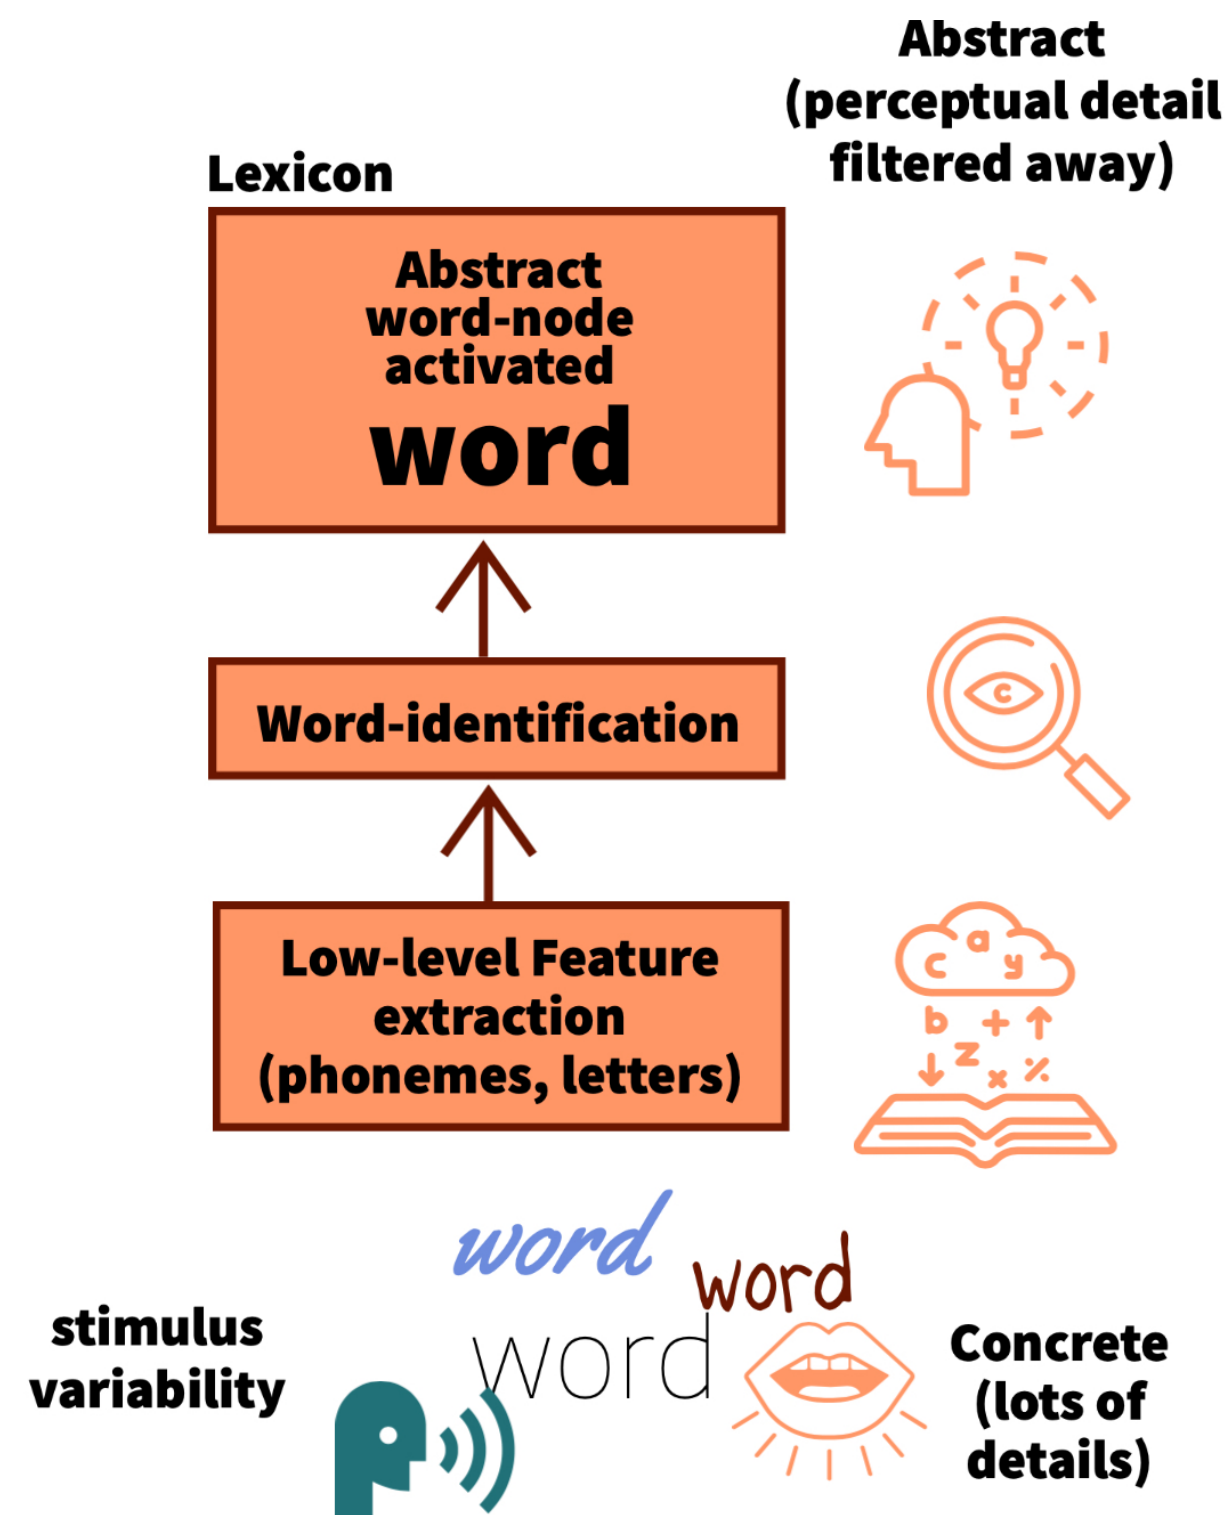 Abstract
(perceptual detail
filtered away)
Lexicon
Abstract
word-node
activated
word
Word-identification
c
Low-level Feature
extraction
(phonemes, letters)
a
c y
b + ↑
↓ z x %
word
word
word
stimulus
variability
Concrete
(lots of
details)